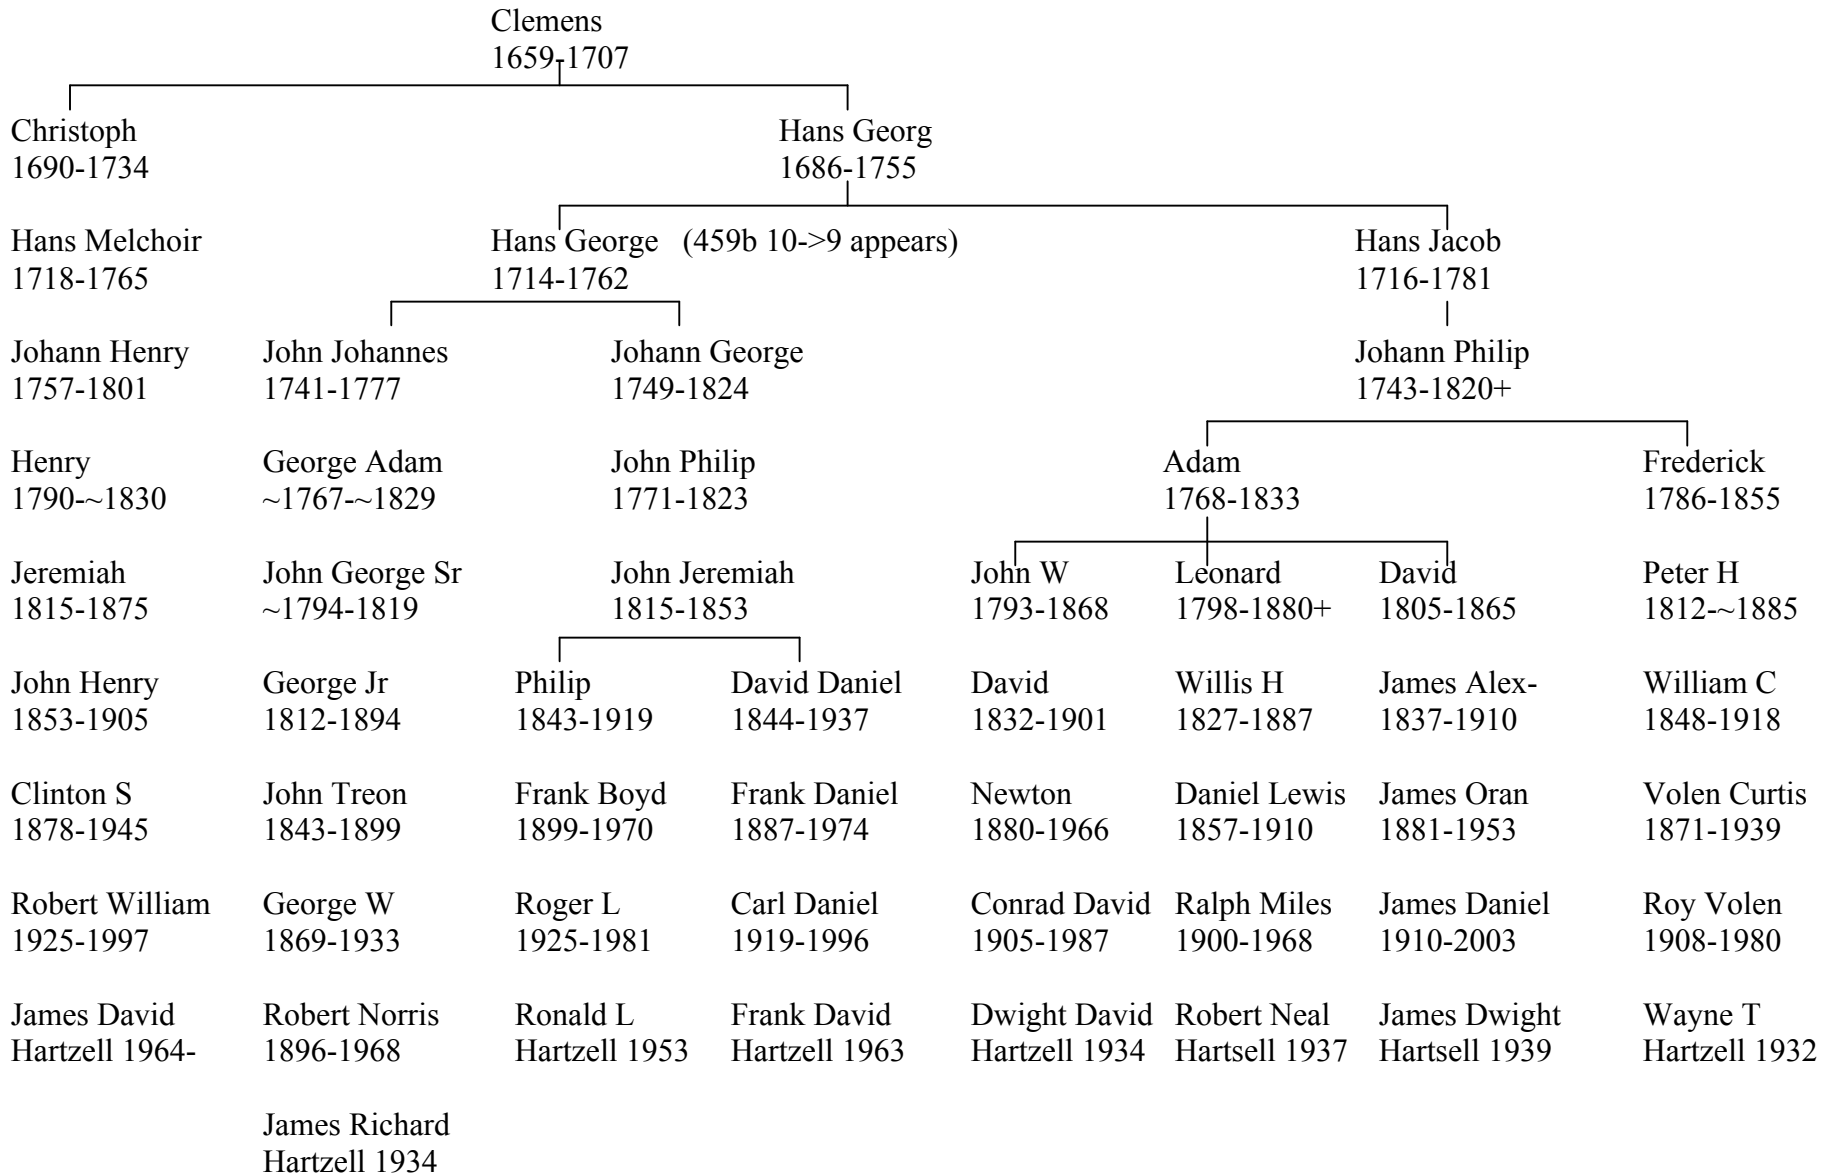 Clemens
1659-1707
Christoph Hans Georg
1690-1734 1686-1755
Hans Melchoir Hans George (459b 10->9 appears) Hans Jacob
1718-1765 1714-1762 1716-1781
Johann Henry John Johannes Johann George Johann Philip
1757-1801 1741-1777 1749-1824 1743-1820+
Henry George Adam John Philip Adam Frederick
1790-~1830 ~1767-~1829 1771-1823 1768-1833 1786-1855
Jeremiah John George Sr John Jeremiah John W Leonard David Peter H
1815-1875 ~1794-1819 1815-1853 1793-1868 1798-1880+ 1805-1865 1812-~1885
John Henry George Jr Philip David Daniel David Willis H James Alex- William C
1853-1905 1812-1894 1843-1919 1844-1937 1832-1901 1827-1887 1837-1910 1848-1918
Clinton S John Treon Frank Boyd Frank Daniel Newton Daniel Lewis James Oran Volen Curtis
1878-1945 1843-1899 1899-1970 1887-1974 1880-1966 1857-1910 1881-1953 1871-1939
Robert William George W Roger L Carl Daniel Conrad David Ralph Miles James Daniel Roy Volen
1925-1997 1869-1933 1925-1981 1919-1996 1905-1987 1900-1968 1910-2003 1908-1980
James David Robert Norris Ronald L Frank David Dwight David Robert Neal James Dwight Wayne T
Hartzell 1964- 1896-1968 Hartzell 1953 Hartzell 1963 Hartzell 1934 Hartsell 1937 Hartsell 1939 Hartzell 1932
James Richard
Hartzell 1934